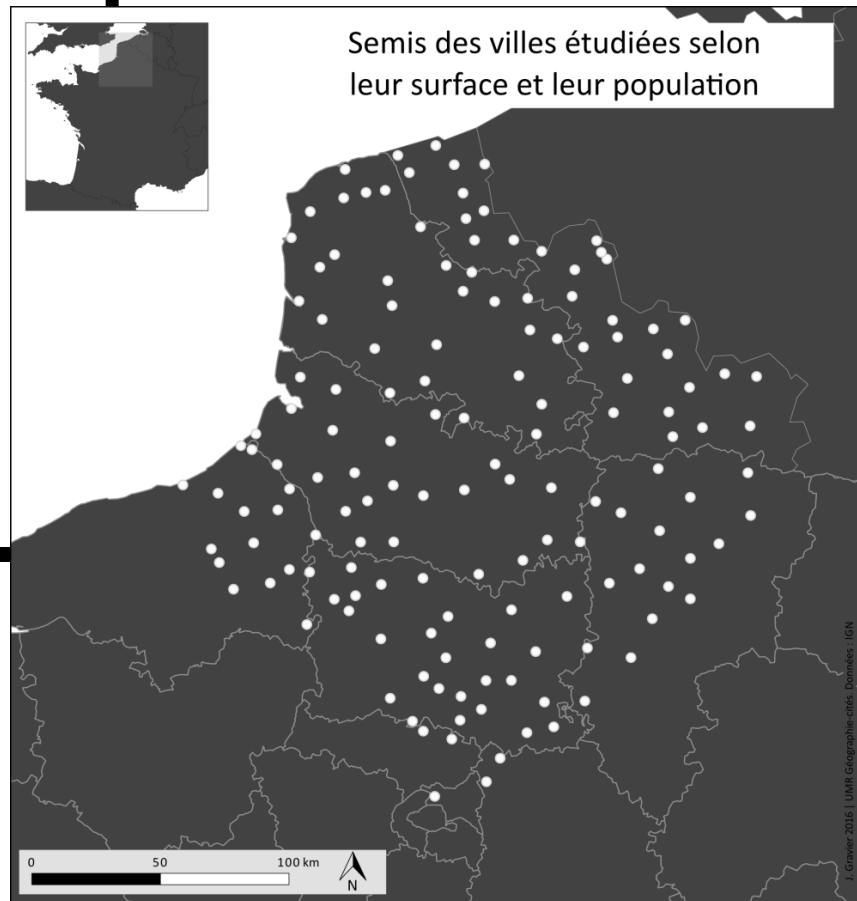 Semis des villes étudiées selon
leur surface et leur population
0 50 100 km
N
J. Gravier 2016 | UMR Géographie-cités. Données : IGN